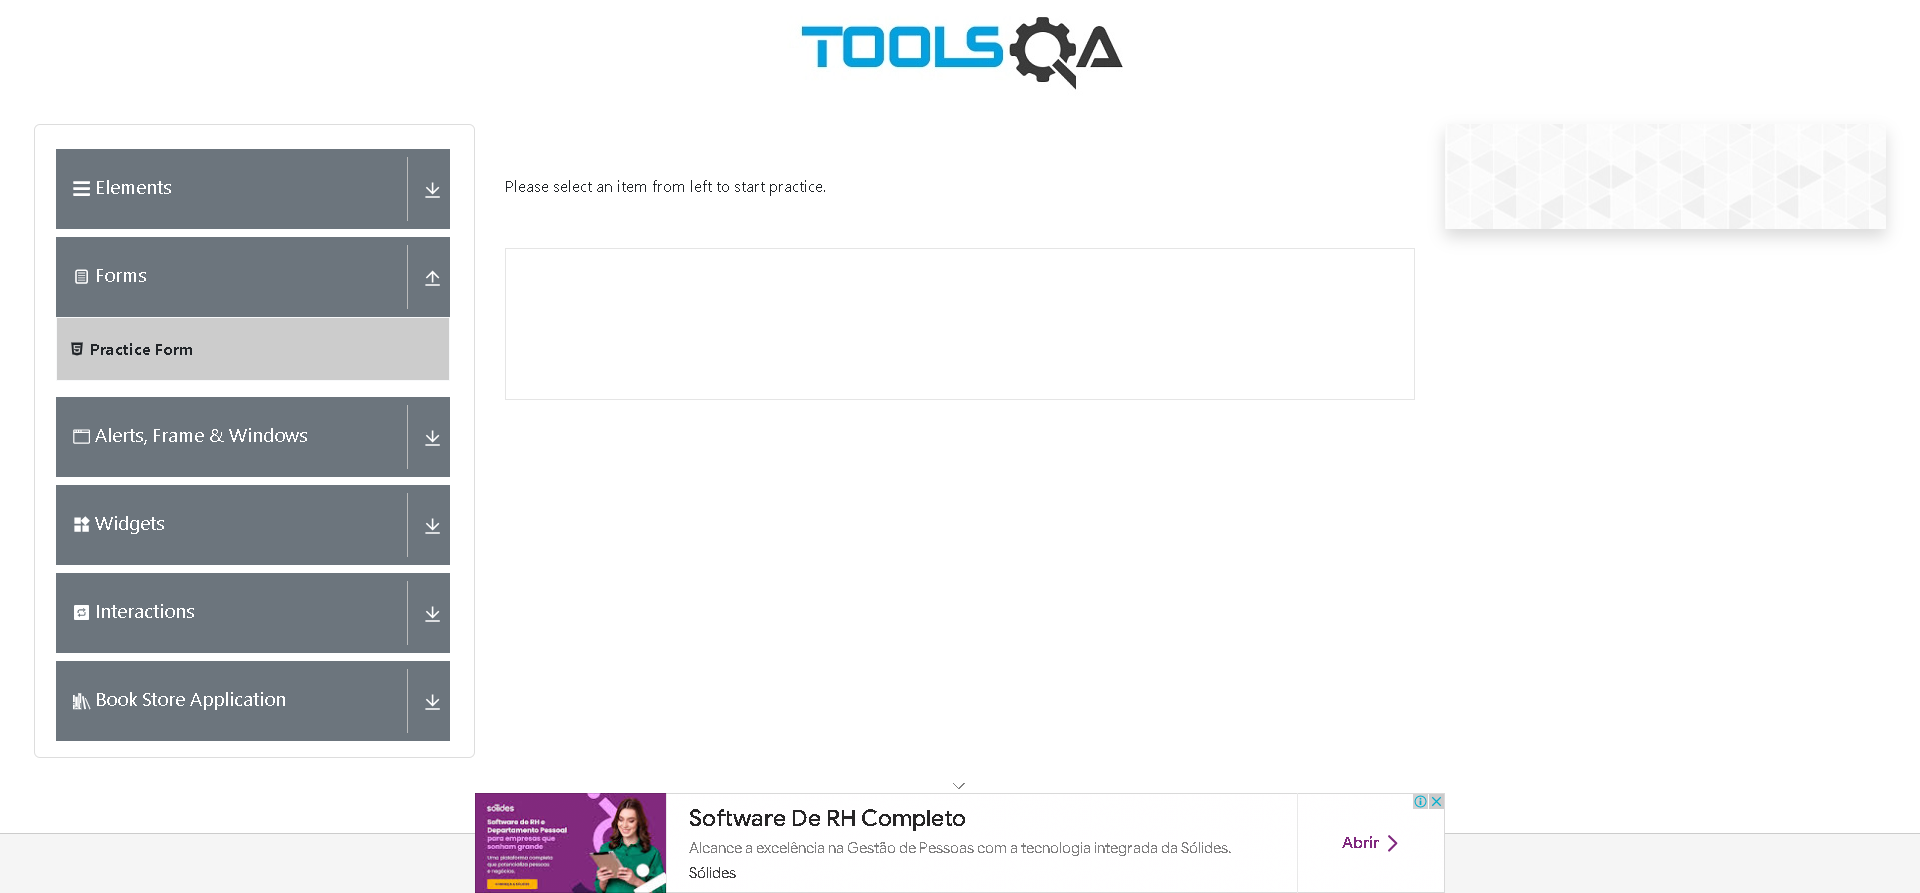 TOOLSQA
Elements
Please select an item from left to start practice.
Forms
Practice Form
Alerts, Frame & Windows
Widgets
Interactions
Book Store Application
sólides
Software de RH e
Departamento Pessoal
para empresas que
sonham grande
Uma plataforma completa
que potencializa pessoas
e negócios.
Software De RH Completo
Alcance a excelência na Gestão de Pessoas com a tecnologia integrada da Sólides.
Sólides
Abrir